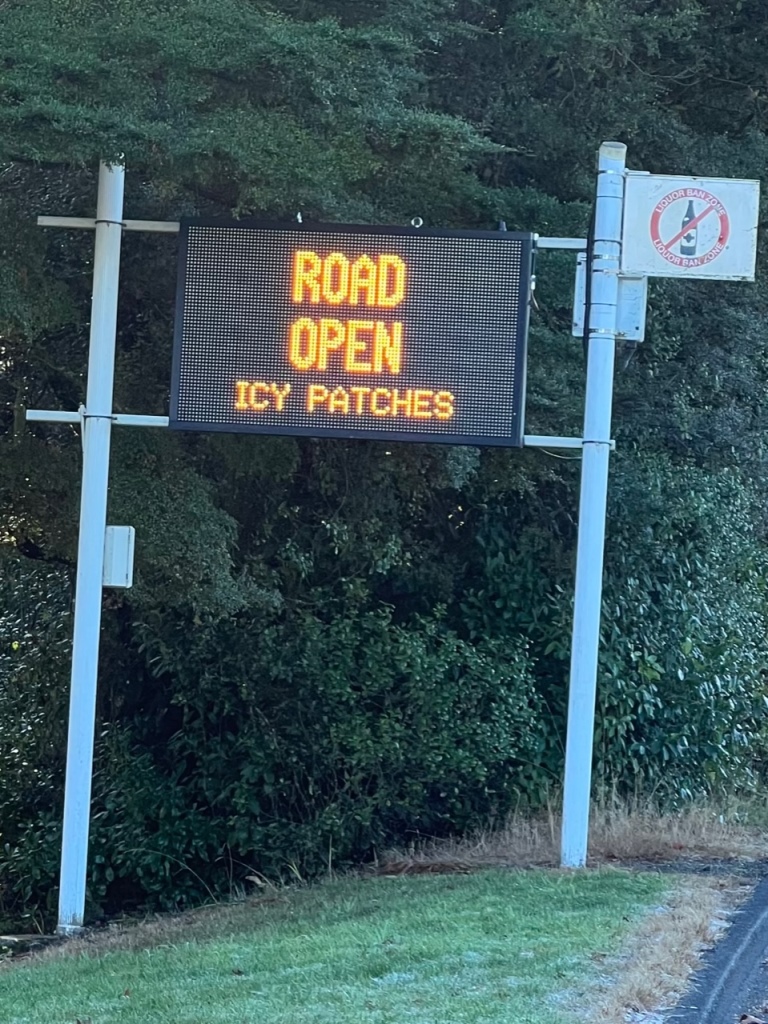 ROAD
OPEN
ICY PATCHES
LIQUOR BAN ZONE
LIQUOR BAN ZONE